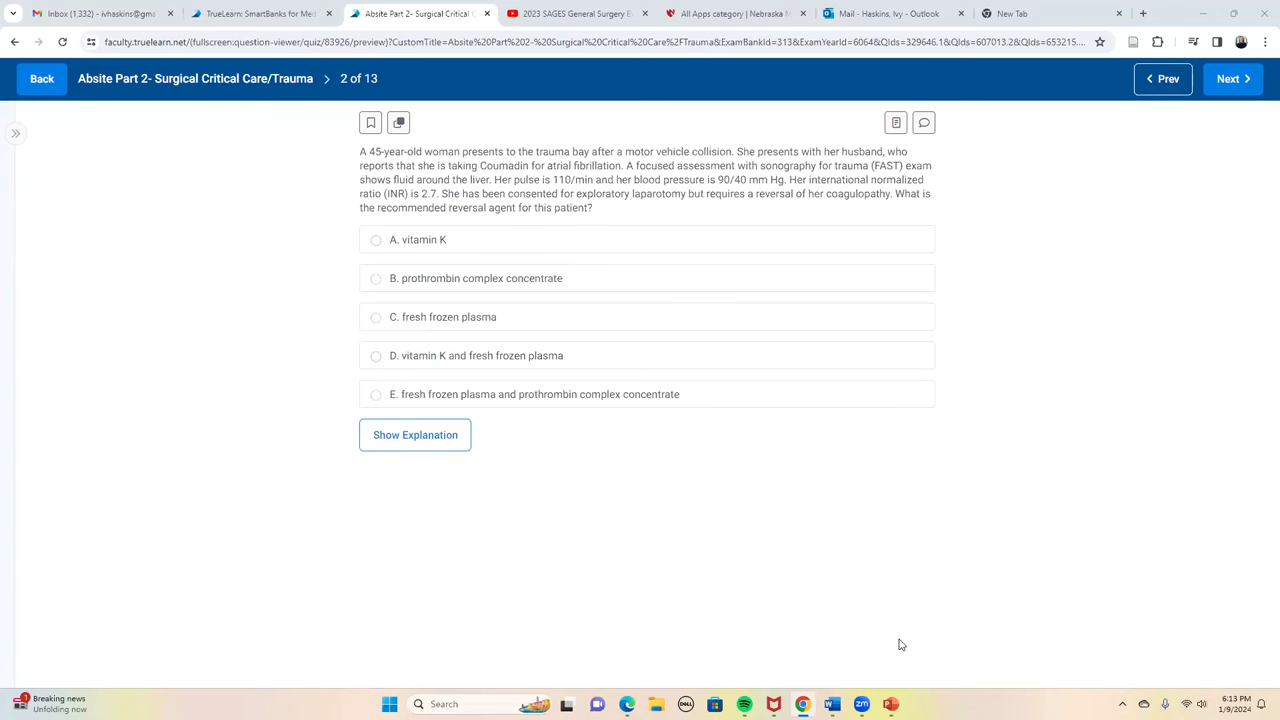 Inbox (1,332) - ivhaskins@gma
TrueLearn: SmartBanks for Med
Absite Part 2- Surgical Critical C
2023 SAGES General Surgery
All Apps category | Nebraska M
Mail - Haskins, Ivy - Outlook
New Tab
faculty.truelearn.net/(fullscreen:question-viewer/quiz/83926/preview)?CustomTitle=Absite%20Part%202-%20Surgical%20Critical%20Care%2FTrauma&ExamBankId=313&ExamYearId=6064&QIds=329646.1&QIds=607013.2&QIds=653215...
Back
Absite Part 2- Surgical Critical Care/Trauma > 2 of 13
Prev
Next
A 45-year-old woman presents to the trauma bay after a motor vehicle collision. She presents with her husband, who
reports that she is taking Coumadin for atrial fibrillation. A focused assessment with sonography for trauma (FAST) exam
shows fluid around the liver. Her pulse is 110/min and her blood pressure is 90/40 mm Hg. Her international normalized
ratio (INR) is 2.7. She has been consented for exploratory laparotomy but requires a reversal of her coagulopathy. What is
the recommended reversal agent for this patient?
A. vitamin K
B. prothrombin complex concentrate
C. fresh frozen plasma
D. vitamin K and fresh frozen plasma
E. fresh frozen plasma and prothrombin complex concentrate
Show Explanation
1
Breaking news
Unfolding now
Search
DELL
zm
6:13 PM
1/9/2024